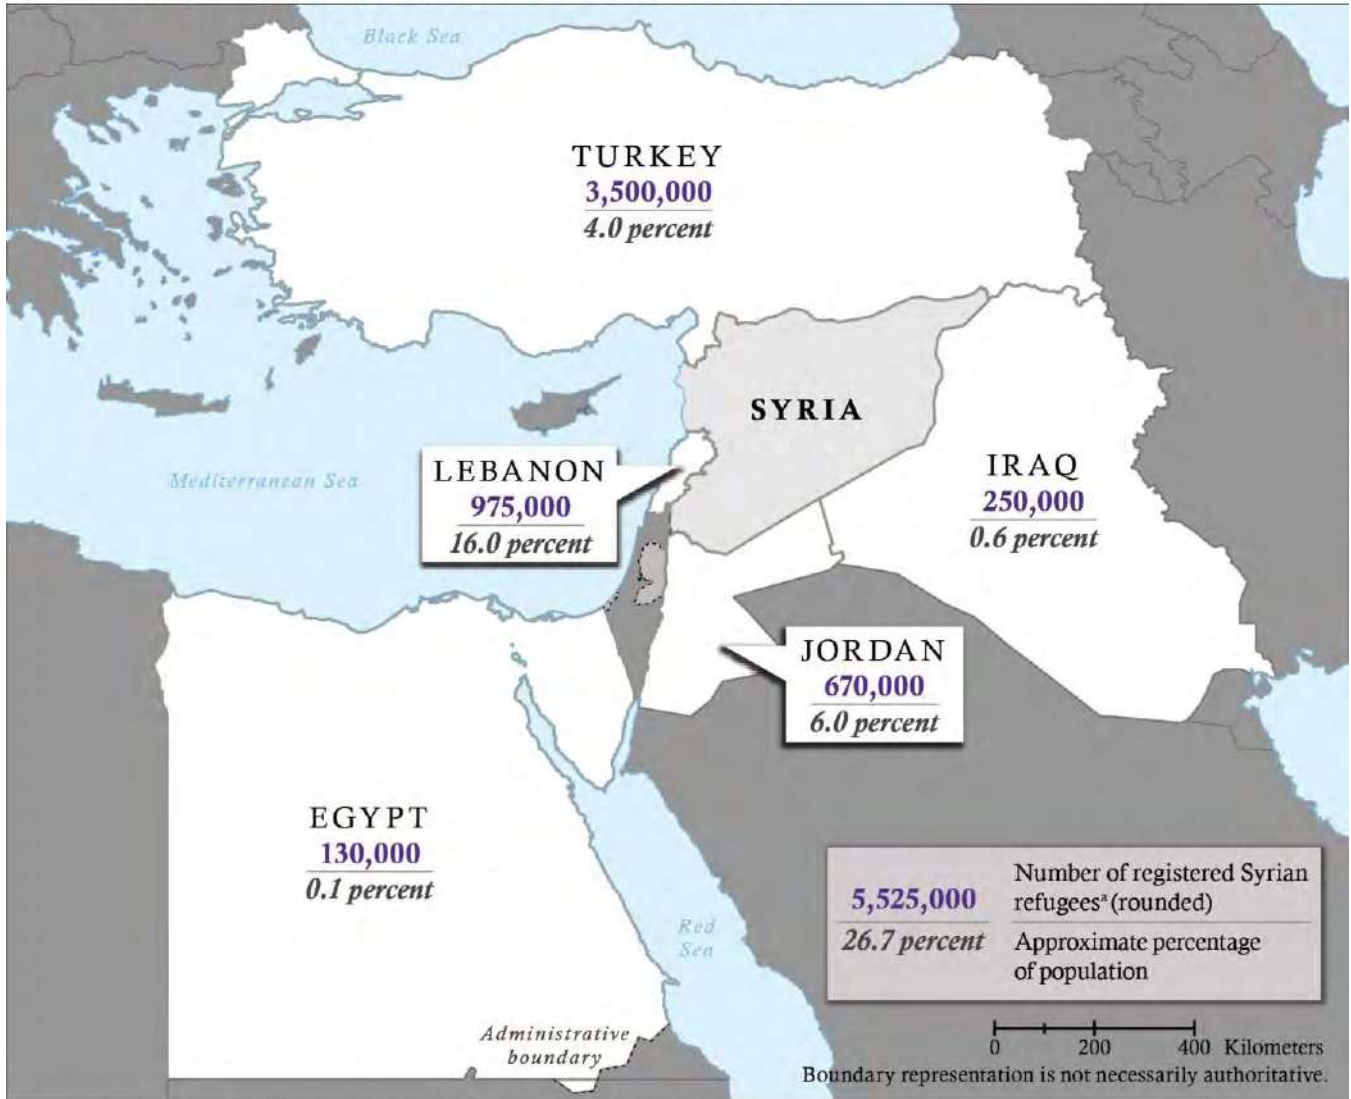 Black Sea
TURKEY
3,500,000
4.0 percent
SYRIA
LEBANON
975,000
16.0 percent
Mediterranean Sea
IRAQ
250,000
0.6 percent
JORDAN
670,000
6.0 percent
EGYPT
130,000
0.1 percent
Red
Sea
5,525,000
26.7 percent
Number of registered Syrian
refugeesª (rounded)
Approximate percentage
of population
Administrative
boundary
0 200 400 Kilometers
Boundary representation is not necessarily authoritative.